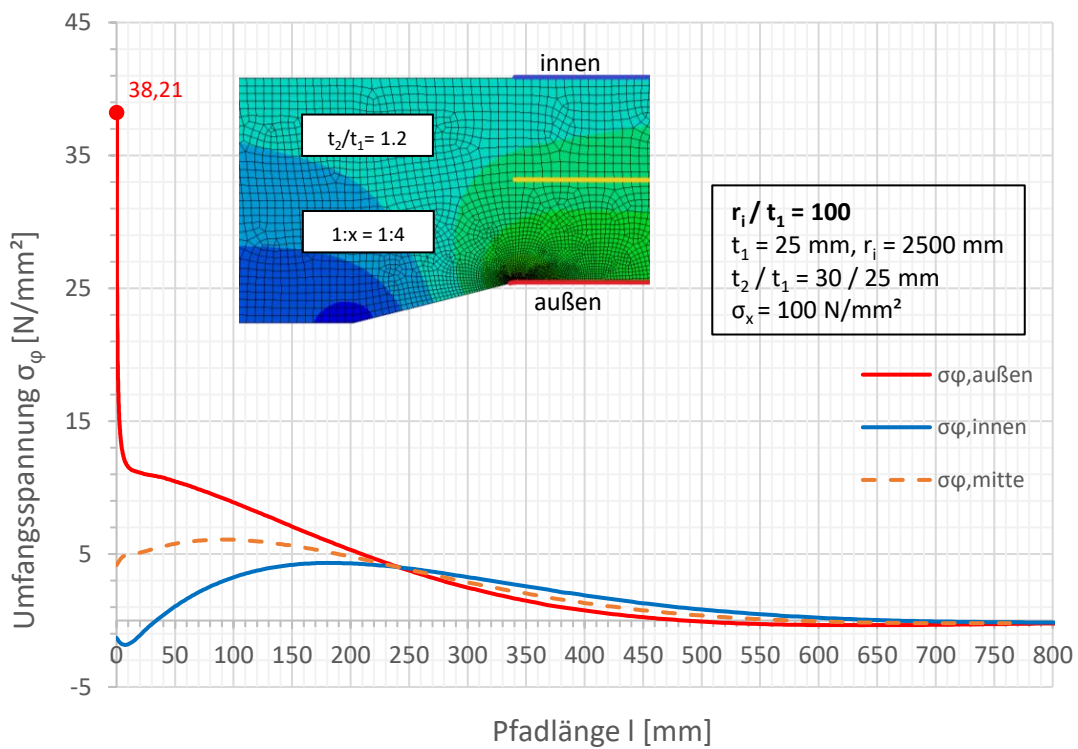 45
35
25
15
5
-5
Umfangsspannung σφ [N/mm²]
38,21
innen
t2/t1= 1.2
1:x = 1:4
außen
ri / t1 = 100
t1 = 25 mm, ri = 2500 mm
t2 / t1 = 30 / 25 mm
σx = 100 N/mm²
σφ,außen
σφ,innen
σφ,mitte
0 50 100 150 200 250 300 350 400 450 500 550 600 650 700 750 800
Pfadlänge l [mm]